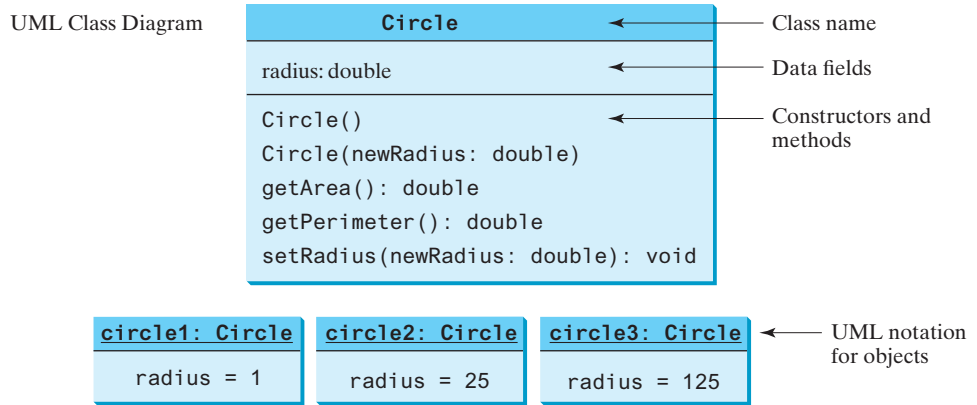 UML Class Diagram
Circle
Class name
radius: double
Data fields
Circle()
Constructors and
methods
Circle(newRadius: double)
getArea(): double
getPerimeter(): double
setRadius(newRadius: double): void
circle1: Circle
circle2: Circle
circle3: Circle
UML notation
for objects
radius = 1
radius = 25
radius = 125